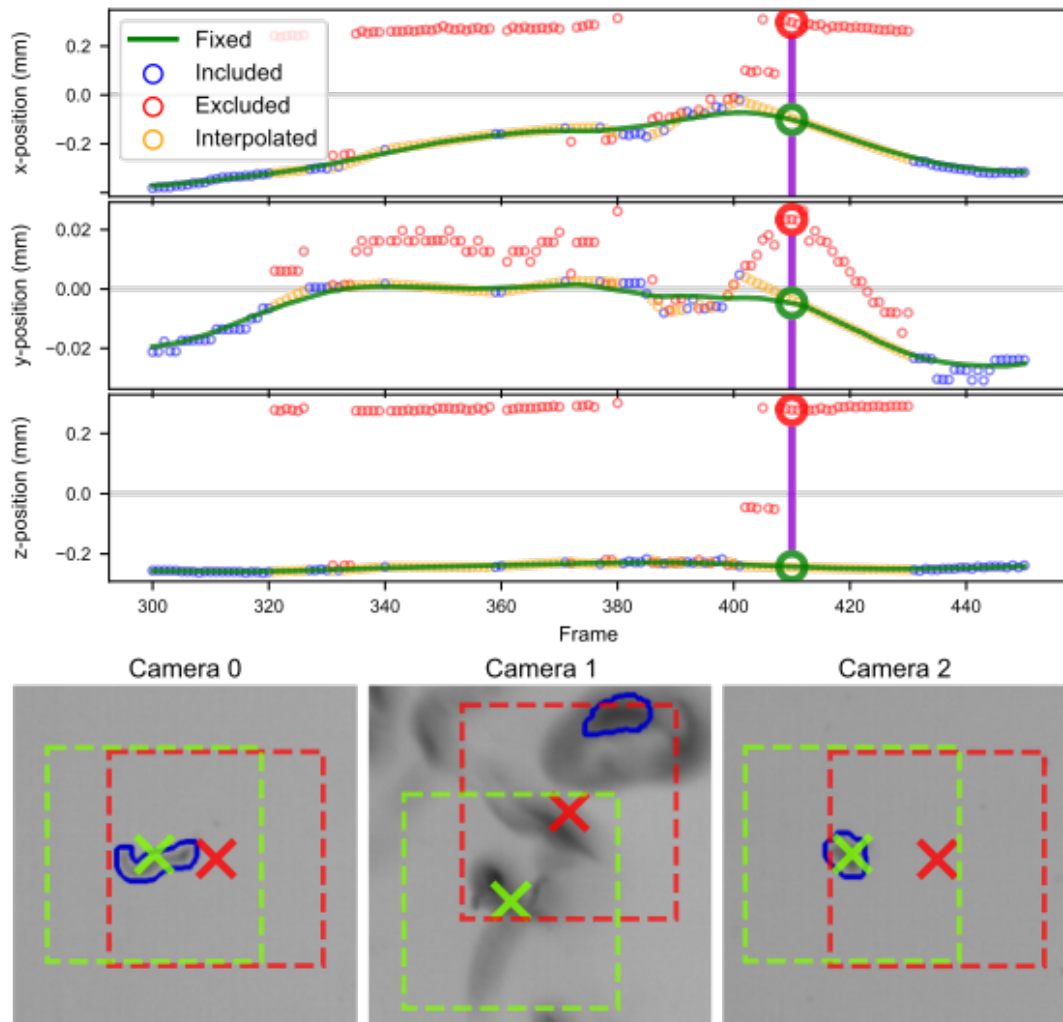 x-position (mm)
0.2
0.0
−0.2
Fixed
Included
Excluded
Interpolated
y-position (mm)
0.02
0.00
−0.02
z-position (mm)
0.2
0.0
−0.2
300 320 340 360 380 400 420 440
Frame
Camera 0 Camera 1 Camera 2